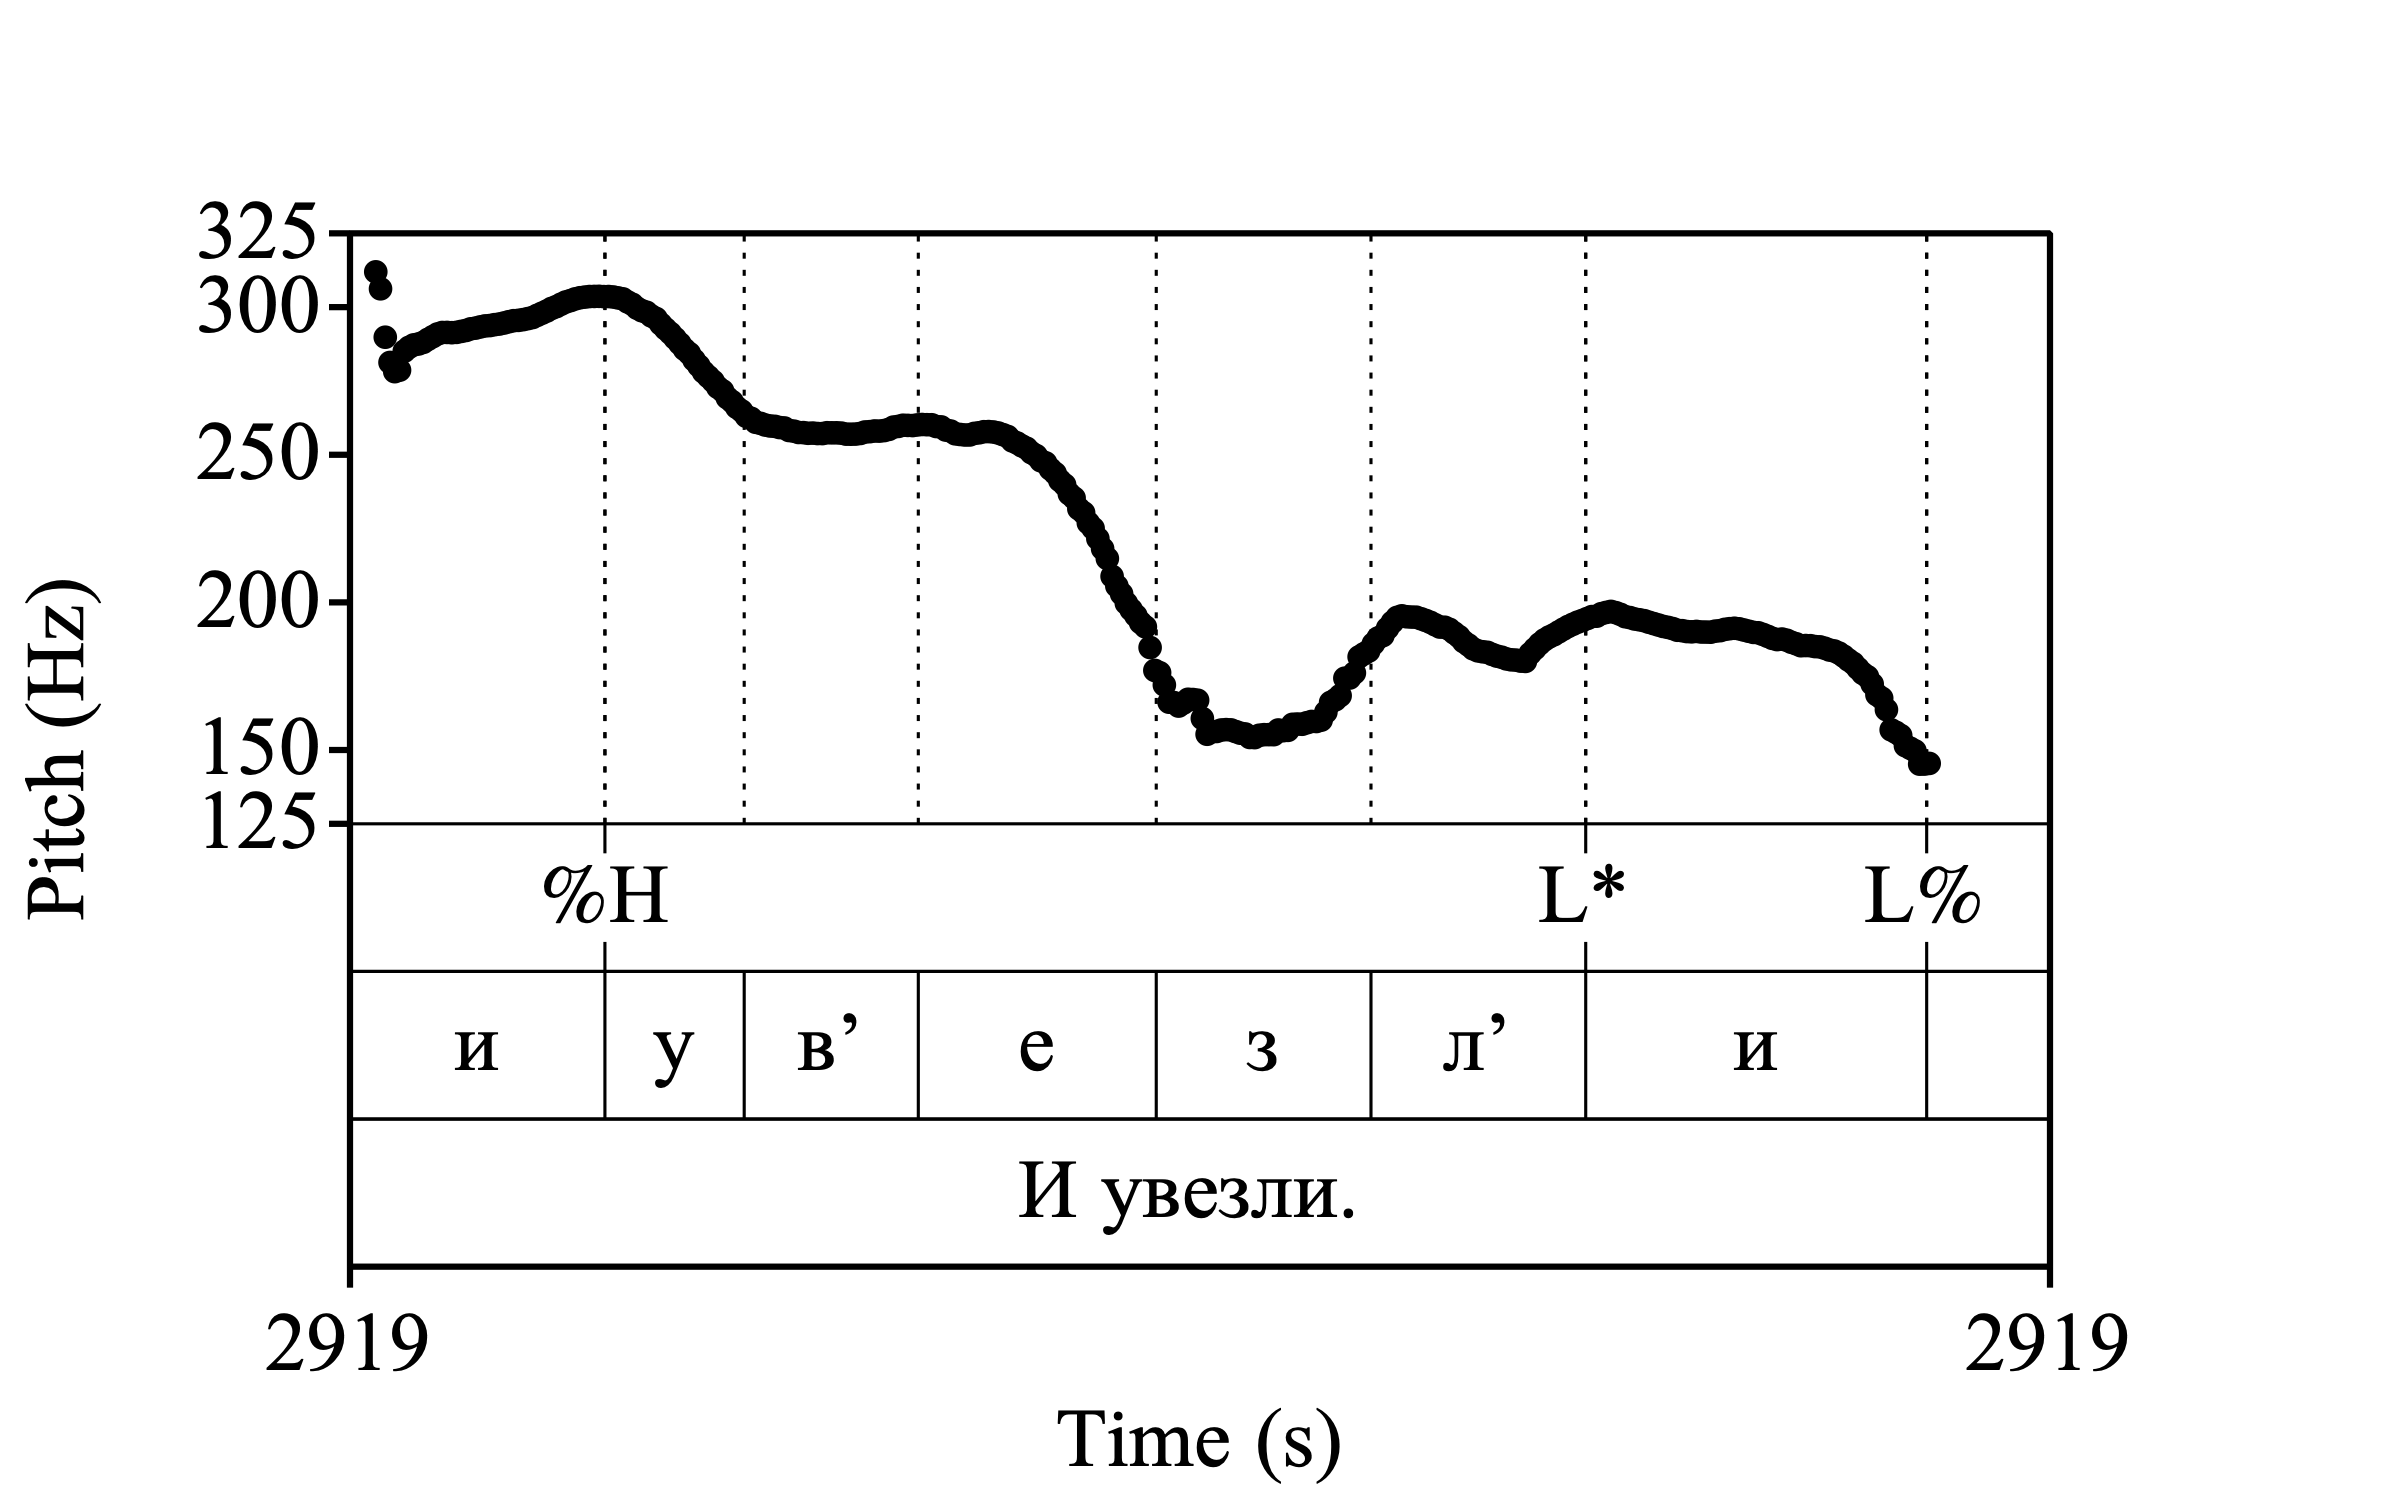 325
300
250
200
150
125
Pitch (Hz)
%H L* L%
и у в’ е з л’ и
И увезли.
2919 2919
Time (s)